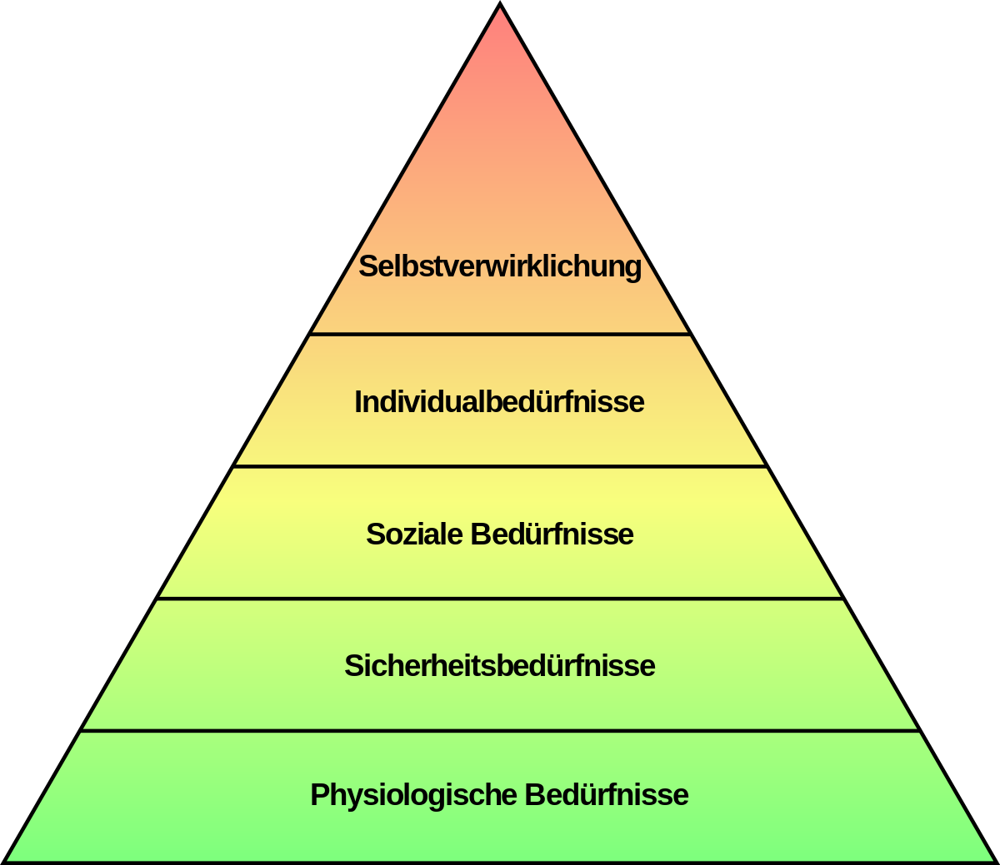 Selbstverwirklichung
Individualbedürfnisse
Soziale Bedürfnisse
Sicherheitsbedürfnisse
Physiologische Bedürfnisse